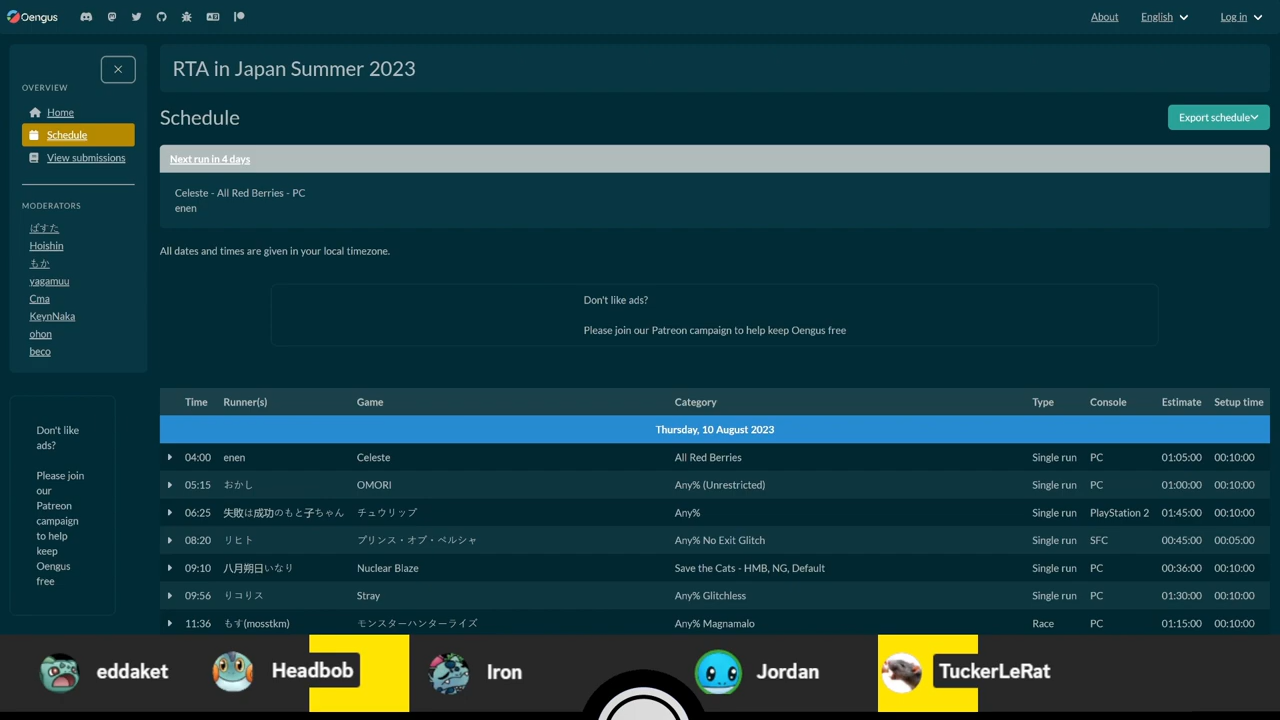 Oengus
About
English
Log in
RTA in Japan Summer 2023
OVERVIEW
Home
Schedule
View submissions
MODERATORS
ぱすた
Hoishin
もか
yagamuu
Cma
KeynNaka
ohon
beco
Don't like
ads?
Please join
our
Patreon
campaign
to help
keep
Oengus
free
Schedule
Export schedule
Next run in 4 days
Celeste - All Red Berries - PC
enen
All dates and times are given in your local timezone.
Don't like ads?
Please join our Patreon campaign to help keep Oengus free
Time Runner(s) Game Category Type Console Estimate Setup time
Thursday, 10 August 2023
04:00 enen Celeste All Red Berries Single run PC 01:05:00 00:10:00
05:15 おかし OMORI Any% (Unrestricted) Single run PC 01:00:00 00:10:00
06:25 失敗は成功のもと子ちゃん チュウリップ Any% Single run PlayStation 2 01:45:00 00:10:00
08:20 リヒト プリンス・オブ・ペルシャ Any% No Exit Glitch Single run SFC 00:45:00 00:05:00
09:10 八月朔日いなり Nuclear Blaze Save the Cats - HMB, NG, Default Single run PC 00:36:00 00:10:00
09:56 りコリス Stray Any% Glitchless Single run PC 01:30:00 00:10:00
11:36 もす(mosstkm) モンスターハンターライズ Any% Magnamalo Race PC 01:15:00 00:10:00
eddaket Headbob Iron Jordan TuckerLeRat